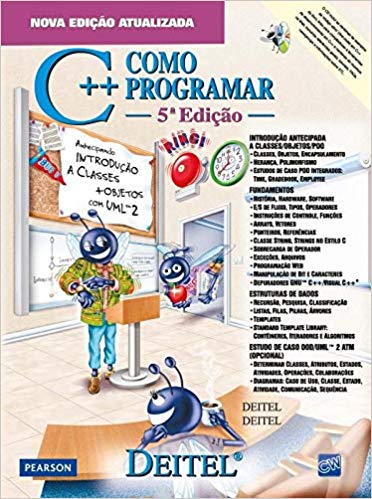 NOVA EDIÇÃO ATUALIZADA
C++ COMO
PROGRAMAR
5ª Edição
Antecipando
INTRODUÇÃO
A CLASSES
+OBJETOS
COM UML™2
RING!
INTRODUÇÃO ANTECIPADA
A CLASSES/OBJETOS/POO
- CLASSES, OBJETOS, ENCAPSULAMENTO
- HERANÇA, POLIMORFISMO
- ESTUDOS DE CASO POO INTEGRADOS:
TIME, GRADEBOOK, EMPLOYEE
FUNDAMENTOS
- HISTÓRIA, HARDWARE, SOFTWARE
- E/S DE FLUXO, TIPOS, OPERADORES
- INSTRUÇÕES DE CONTROLE, FUNÇÕES
- ARRAYS, VETORES
- PONTEIROS, REFERÊNCIAS
- CLASSE STRING, STRINGS NO ESTILO C
- SOBRECARGA DE OPERADOR
- EXCEÇÕES, ARQUIVOS
- PROGRAMAÇÃO WEB
- MANIPULAÇÃO DE BIT E CARACTERES
- DEPURADORES GNU™ C++/VISUAL C++®
ESTRUTURAS DE DADOS
- RECURSÃO, PESQUISA, CLASSIFICAÇÃO
- LISTAS, FILAS, PILHAS, ÁRVORES
- TEMPLATES
- STANDARD TEMPLATE LIBRARY:
CONTÊINERES, ITERADORES E ALGORITMOS
ESTUDO DE CASO OOD/UML™ 2 ATM
(OPCIONAL)
- DETERMINAR CLASSES, ATRIBUTOS, ESTADOS,
ATIVIDADES, OPERAÇÕES, COLABORAÇÕES
- DIAGRAMAS: CASO DE USO, CLASSE, ESTADO,
ATIVIDADE, COMUNICAÇÃO, SEQUÊNCIA
DEITEL
DEITEL
PEARSON
DEITEL®
CW